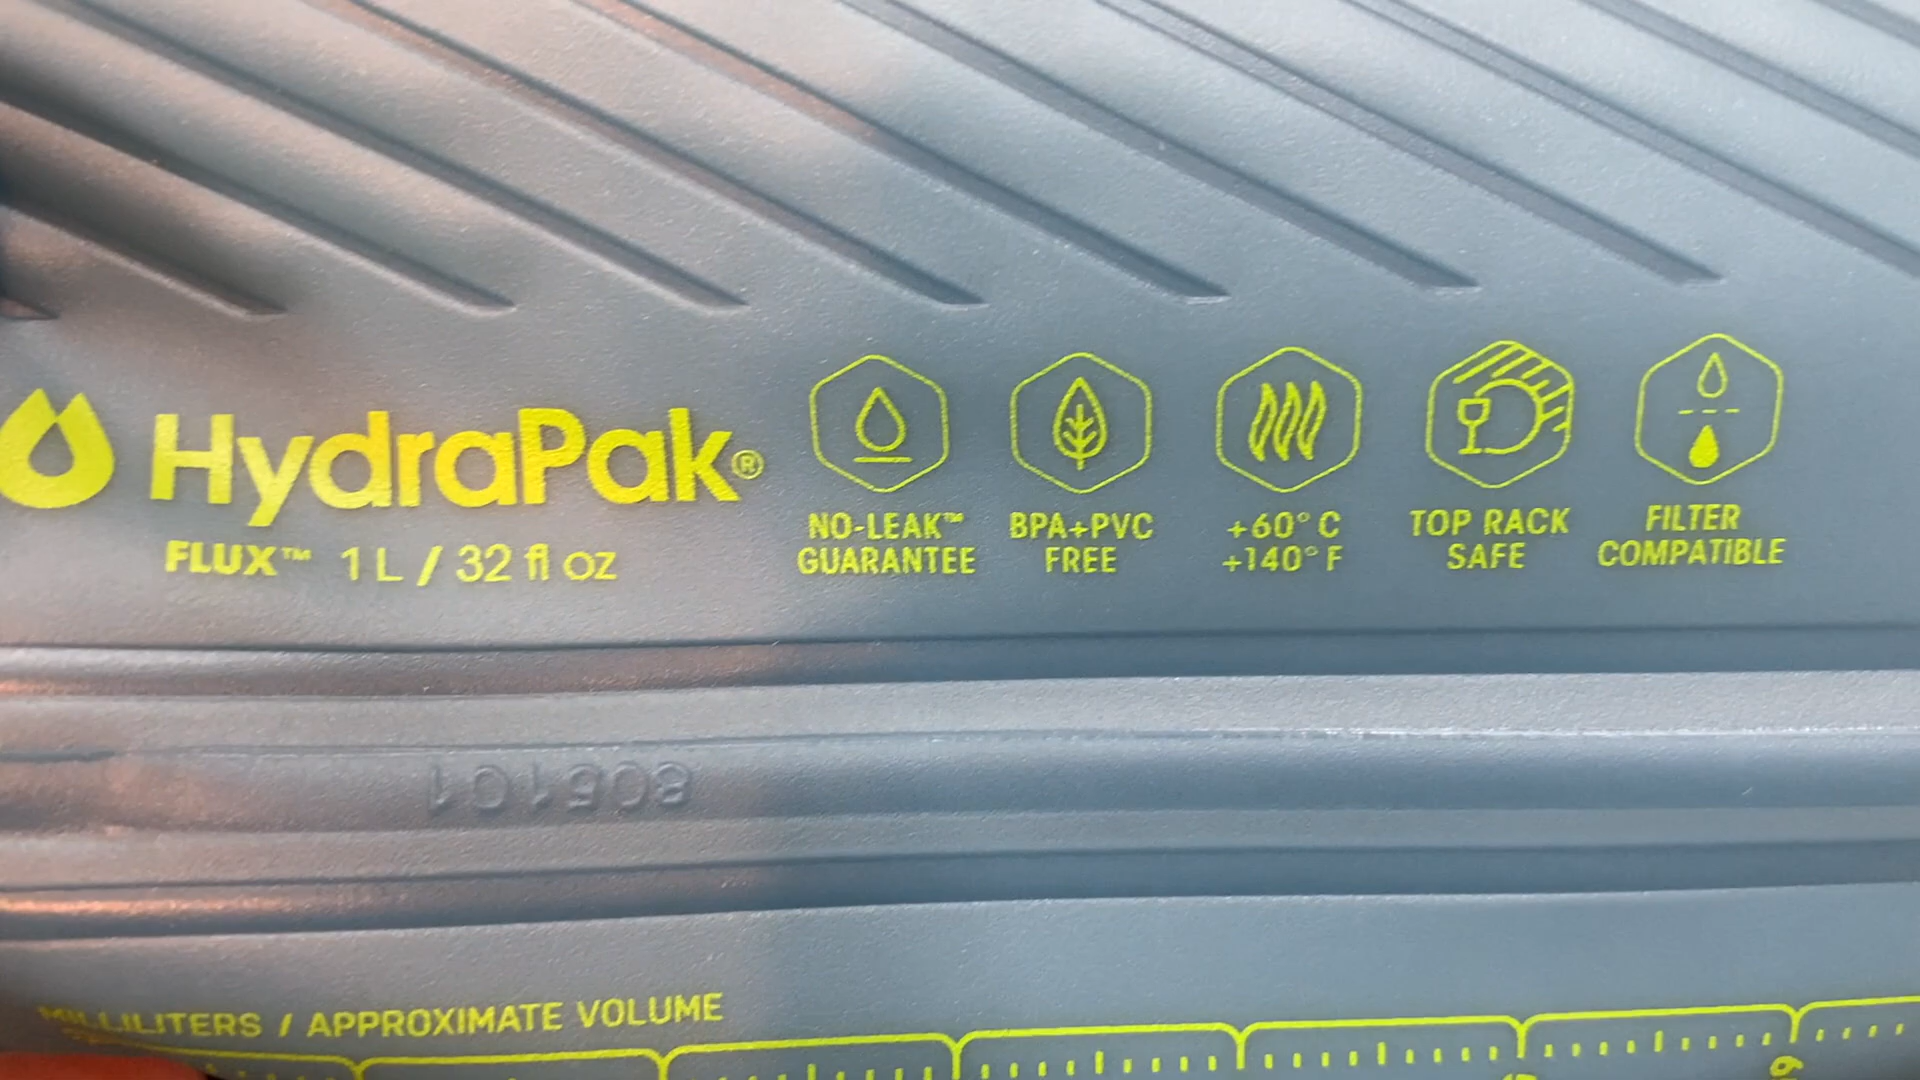 HydraPak®
FLUX™ 1 L / 32 fl oz
NO-LEAK™
GUARANTEE
BPA+PVC
FREE
+60° C
+140° F
TOP RACK
SAFE
FILTER
COMPATIBLE
805101
MILLILITERS / APPROXIMATE VOLUME